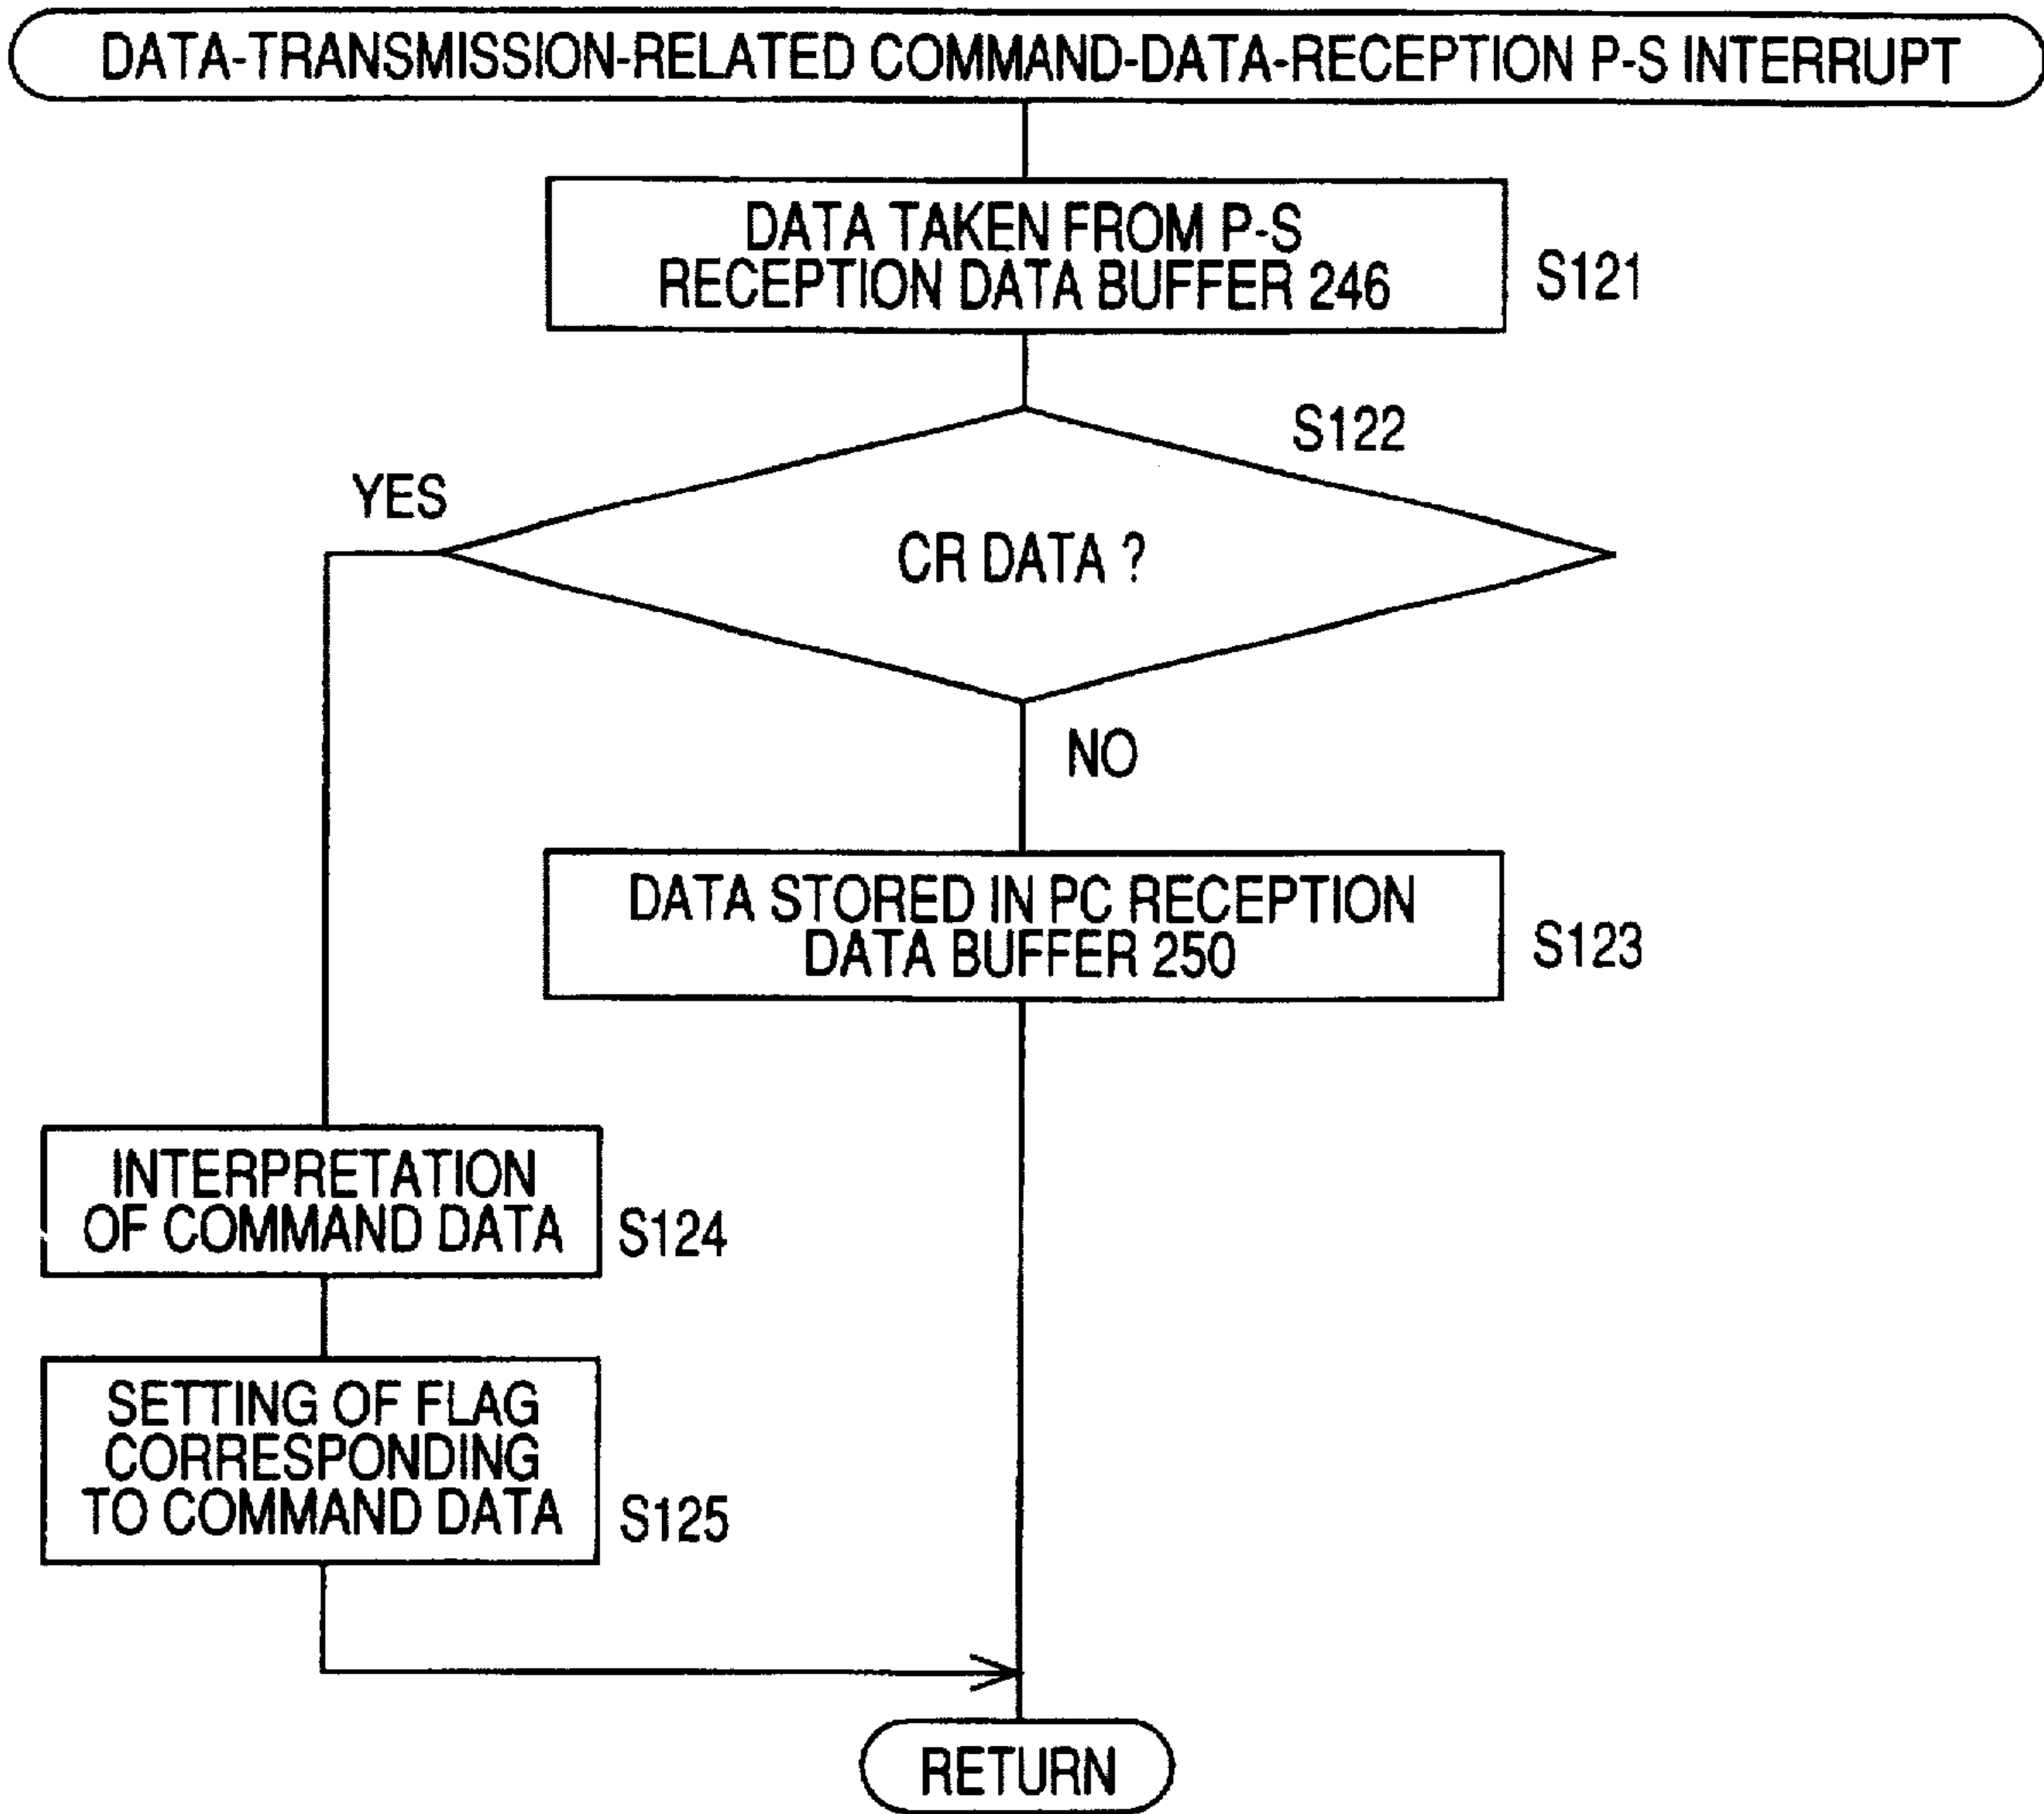 DATA-TRANSMISSION-RELATED COMMAND-DATA-RECEPTION P-S INTERRUPT
DATA TAKEN FROM P-S
RECEPTION DATA BUFFER 246
S121
S122
YES
CR DATA ?
NO
DATA STORED IN PC RECEPTION
DATA BUFFER 250
S123
INTERPRETATION
OF COMMAND DATA
S124
SETTING OF FLAG
CORRESPONDING
TO COMMAND DATA
S125
RETURN